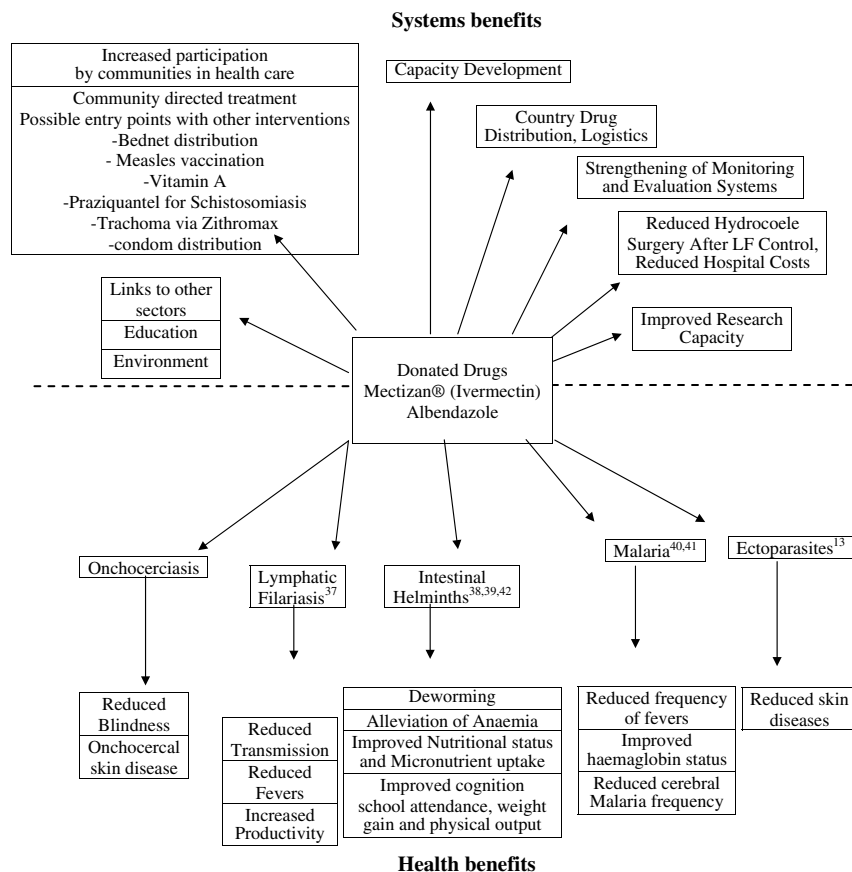 Systems benefits
Increased participation
by communities in health care
Community directed treatment
Possible entry points with other interventions
-Bednet distribution
- Measles vaccination
-Vitamin A
-Praziquantel for Schistosomiasis
-Trachoma via Zithromax
-condom distribution
Capacity Development
Country Drug
Distribution, Logistics
Strengthening of Monitoring
and Evaluation Systems
Reduced Hydrocoele
Surgery After LF Control,
Reduced Hospital Costs
Improved Research
Capacity
Links to other
sectors
Education
Environment
Donated Drugs
Mectizan® (Ivermectin)
Albendazole
Onchocerciasis
Lymphatic
Filariasis37
Intestinal
Helminths38,39,42
Malaria40,41
Ectoparasites13
Reduced
Blindness
Onchocercal
skin disease
Reduced
Transmission
Reduced
Fevers
Increased
Productivity
Deworming
Alleviation of Anaemia
Improved Nutritional status
and Micronutrient uptake
Improved cognition
school attendance, weight
gain and physical output
Reduced frequency
of fevers
Improved
haemaglobin status
Reduced cerebral
Malaria frequency
Reduced skin
diseases
Health benefits